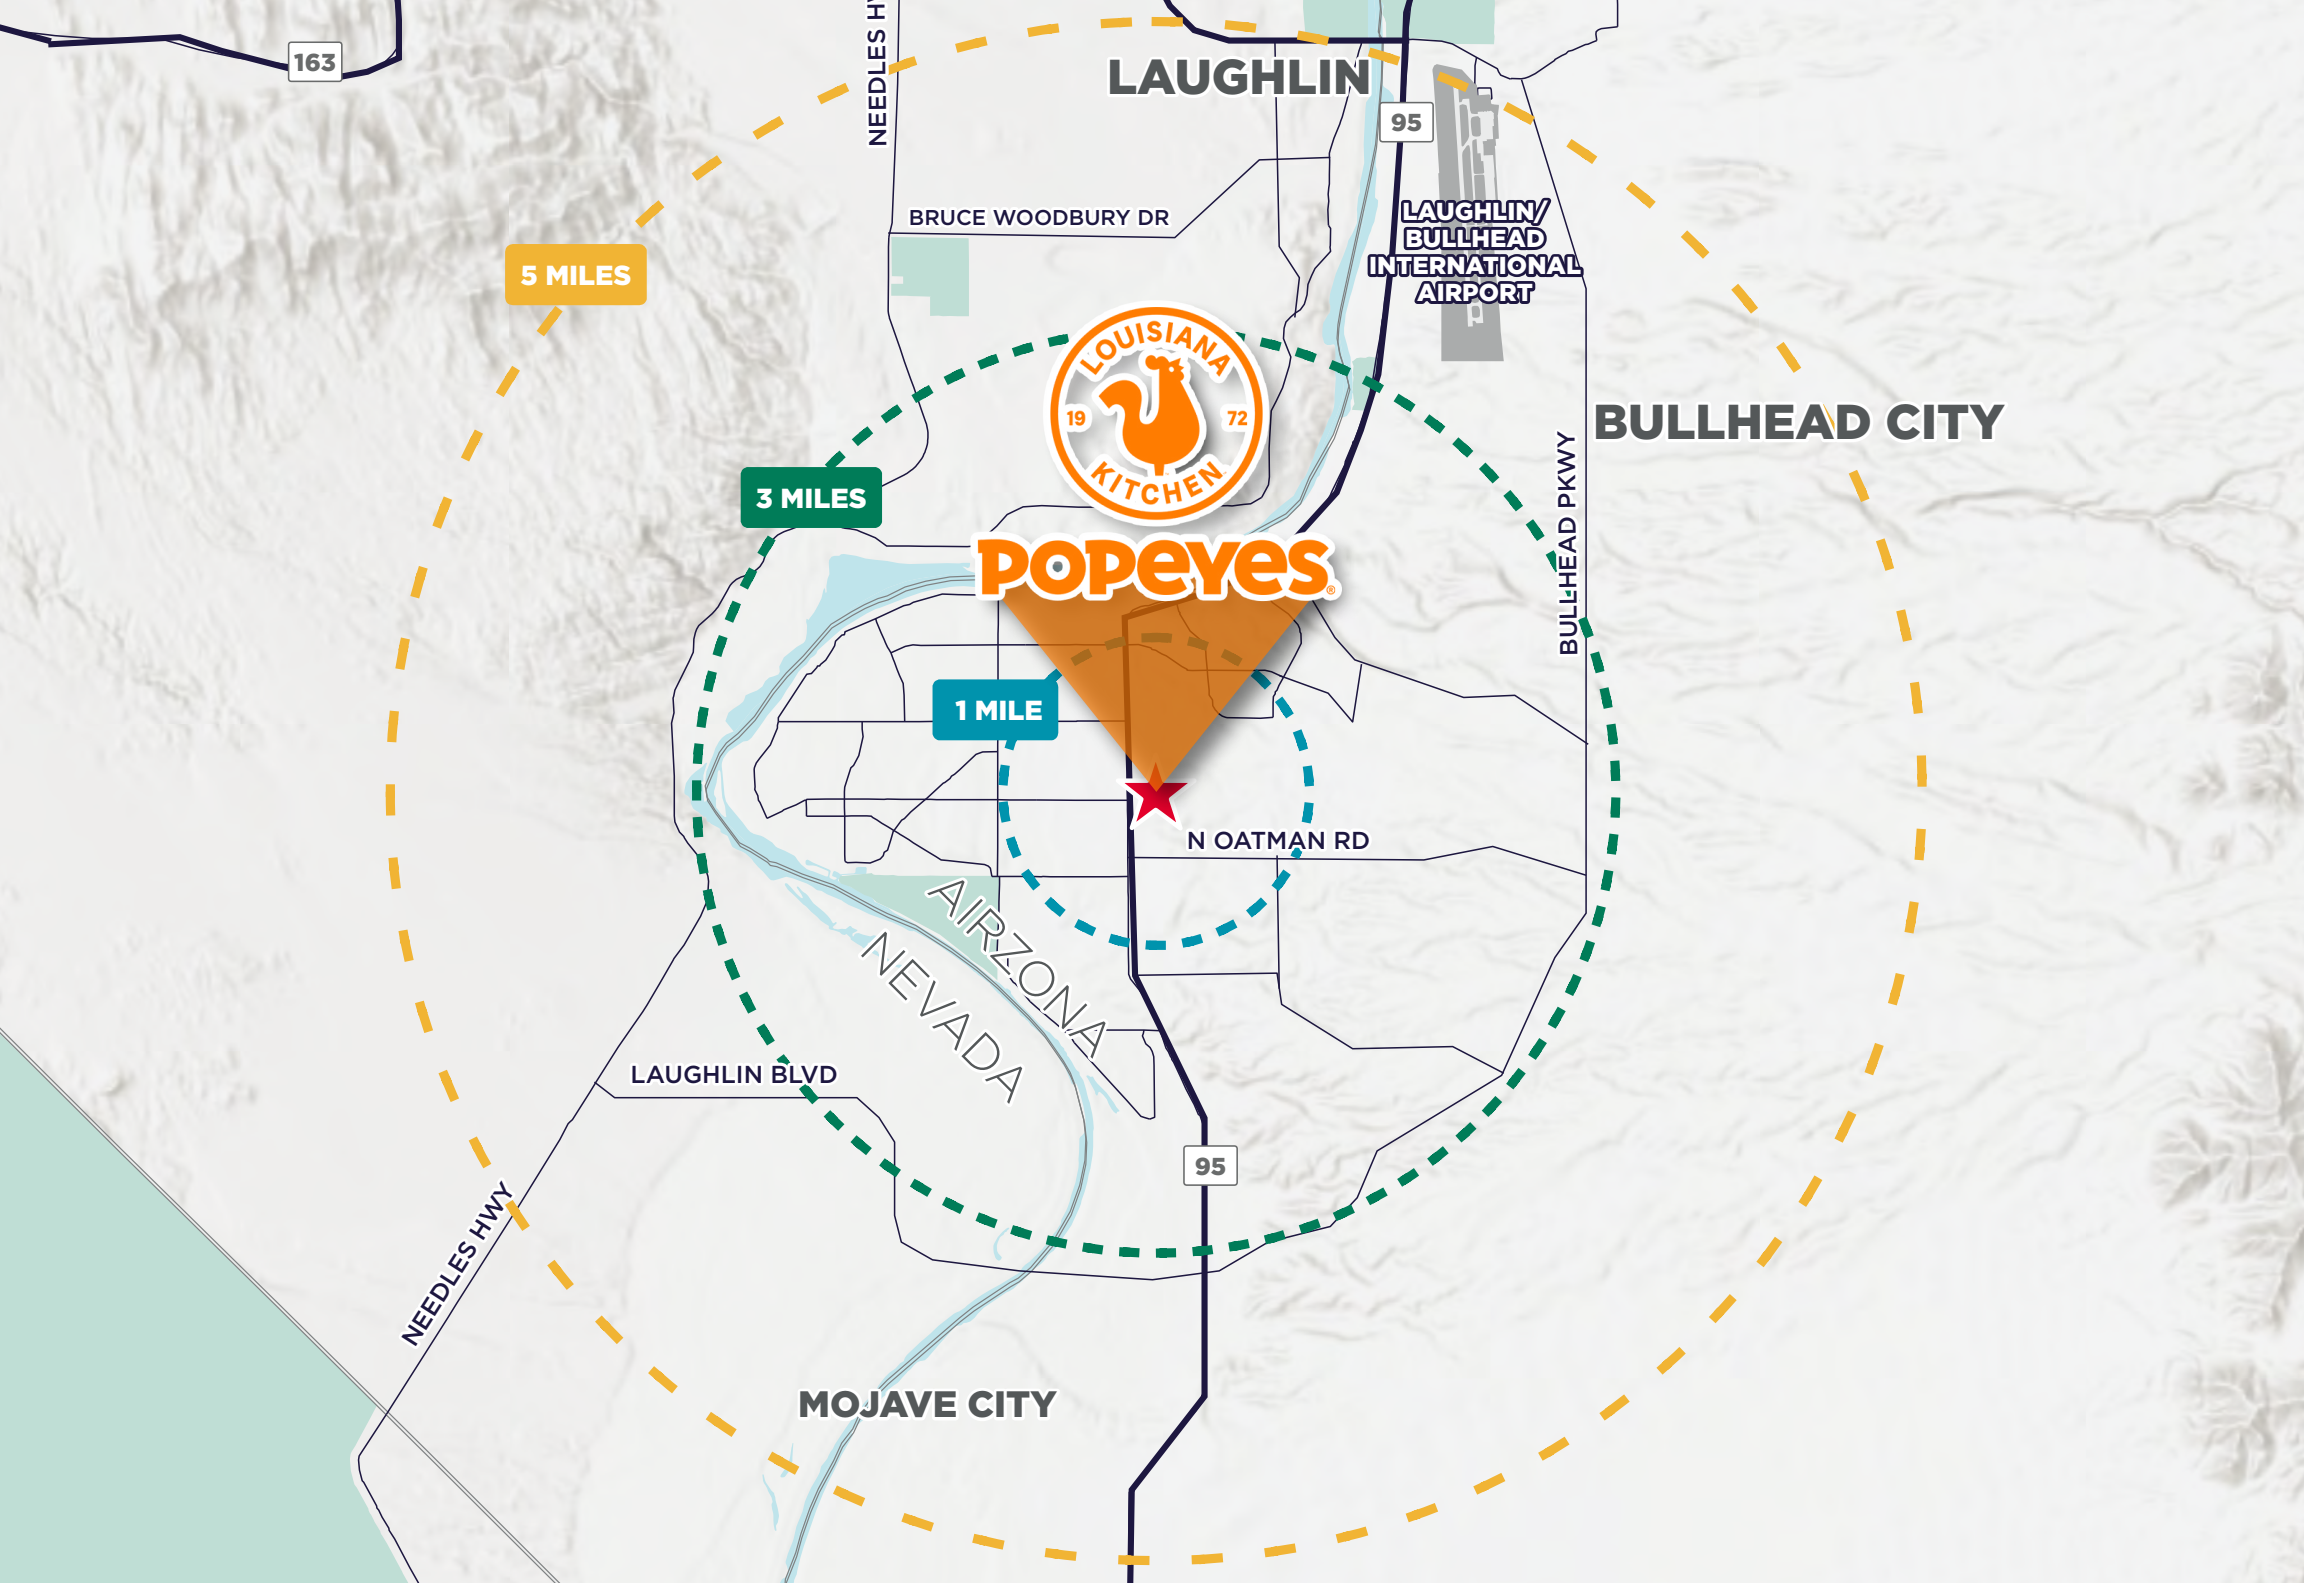 163
NEEDLES H
LAUGHLIN
95
BRUCE WOODBURY DR
LAUGHLIN/
BULLHEAD
INTERNATIONAL
AIRPORT
5 MILES
LOUISIANA
19 72
KITCHEN
BULLHEAD CITY
3 MILES
BULLHEAD PKWY
POPEYES®
1 MILE
N OATMAN RD
AIRZONA
NEVADA
LAUGHLIN BLVD
95
NEEDLES HWY
MOJAVE CITY